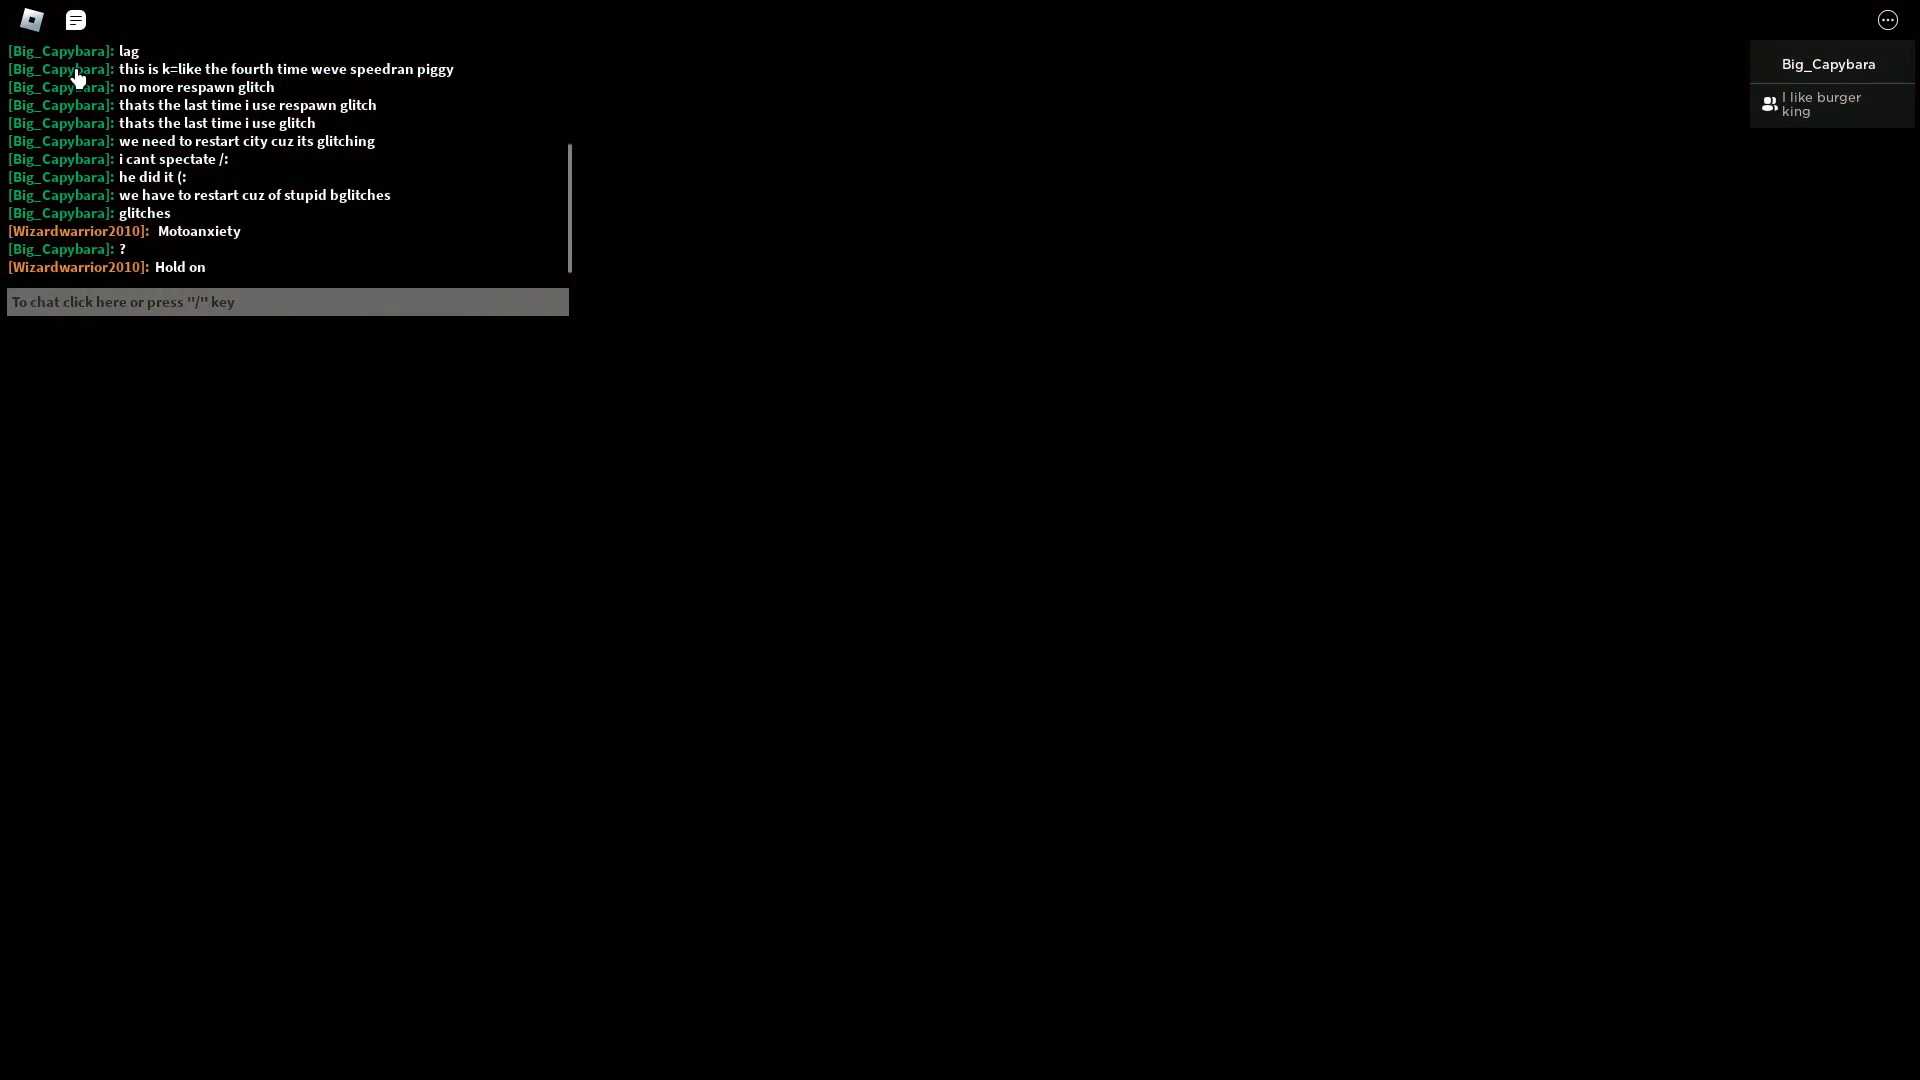 [Big_Capybara]: lag
[Big_Capybara]: this is k=like the fourth time weve speedran piggy
[Big_Capybara]: no more respawn glitch
[Big_Capybara]: thats the last time i use respawn glitch
[Big_Capybara]: thats the last time i use glitch
[Big_Capybara]: we need to restart city cuz its glitching
[Big_Capybara]: i cant spectate /:
[Big_Capybara]: he did it (:
[Big_Capybara]: we have to restart cuz of stupid bglitches
[Big_Capybara]: glitches
[Wizardwarrior2010]: Motoanxiety
[Big_Capybara]: ?
[Wizardwarrior2010]: Hold on
To chat click here or press "/" key
Big_Capybara
I like burger
king